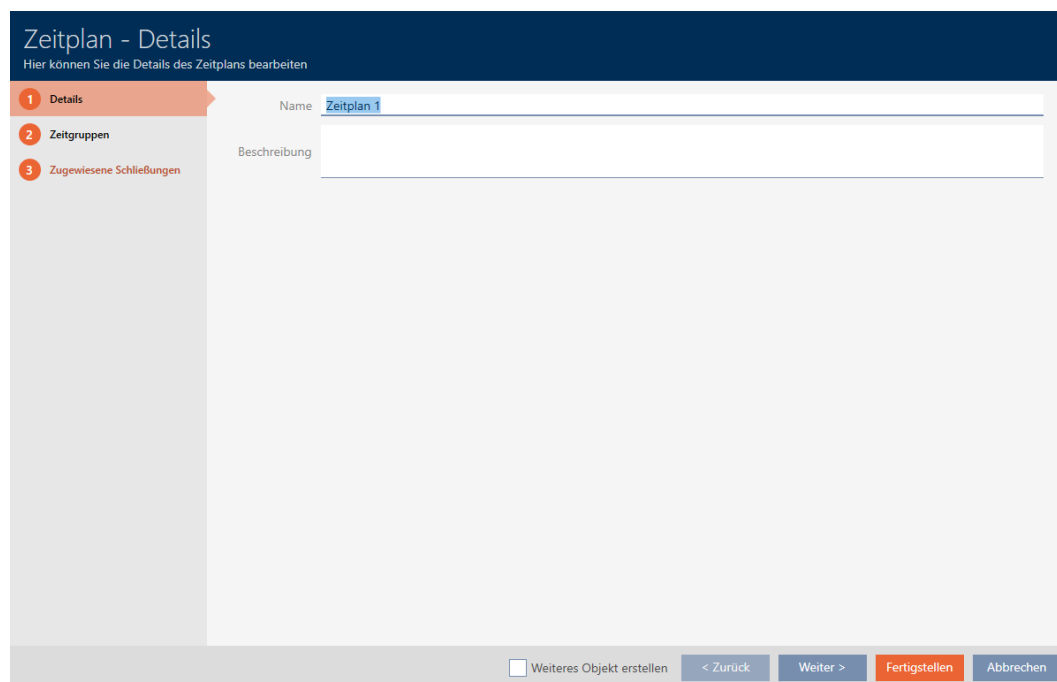 Zeitplan - Details
Hier können Sie die Details des Zeitplans bearbeiten
1 Details
2 Zeitgruppen
3 Zugewiesene Schließungen
Name Zeitplan 1
Beschreibung
Weiteres Objekt erstellen < Zurück Weiter > Fertigstellen Abbrechen